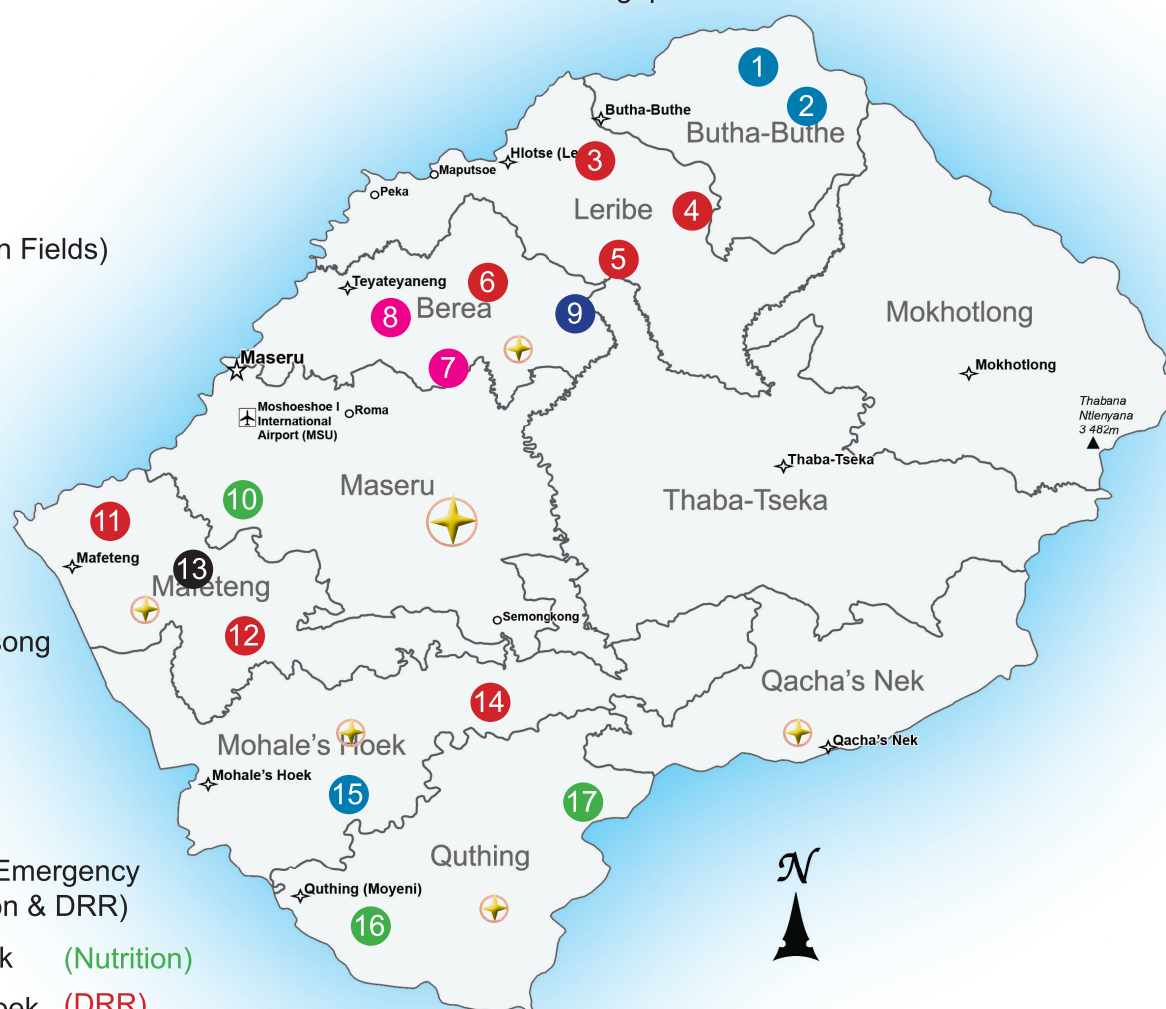 1
2
Butha-Buthe
Butha-Buthe
Hlotse (Le
3
Maputsoe
Peka
Leribe
4
n Fields)
5
Teyateyaneng
6
8
Berea
9
Mokhotlong
Maseru
7
Mokhotlong
Moshoeshoe I
International
Airport (MSU)
Roma
Thabana
Ntlenyana
3 482m
Thaba-Tseka
Maseru
10
Thaba-Tseka
11
Mafeteng
13
Mafeteng
12
Semongkong
song
Qacha's Nek
14
Mohale's Hoek
Qacha's Nek
Mohale's Hoek
15
17
Quthing
Emergency
on & DRR)
Quthing (Moyeni)
16
N
k (Nutrition)
oek (DRR)